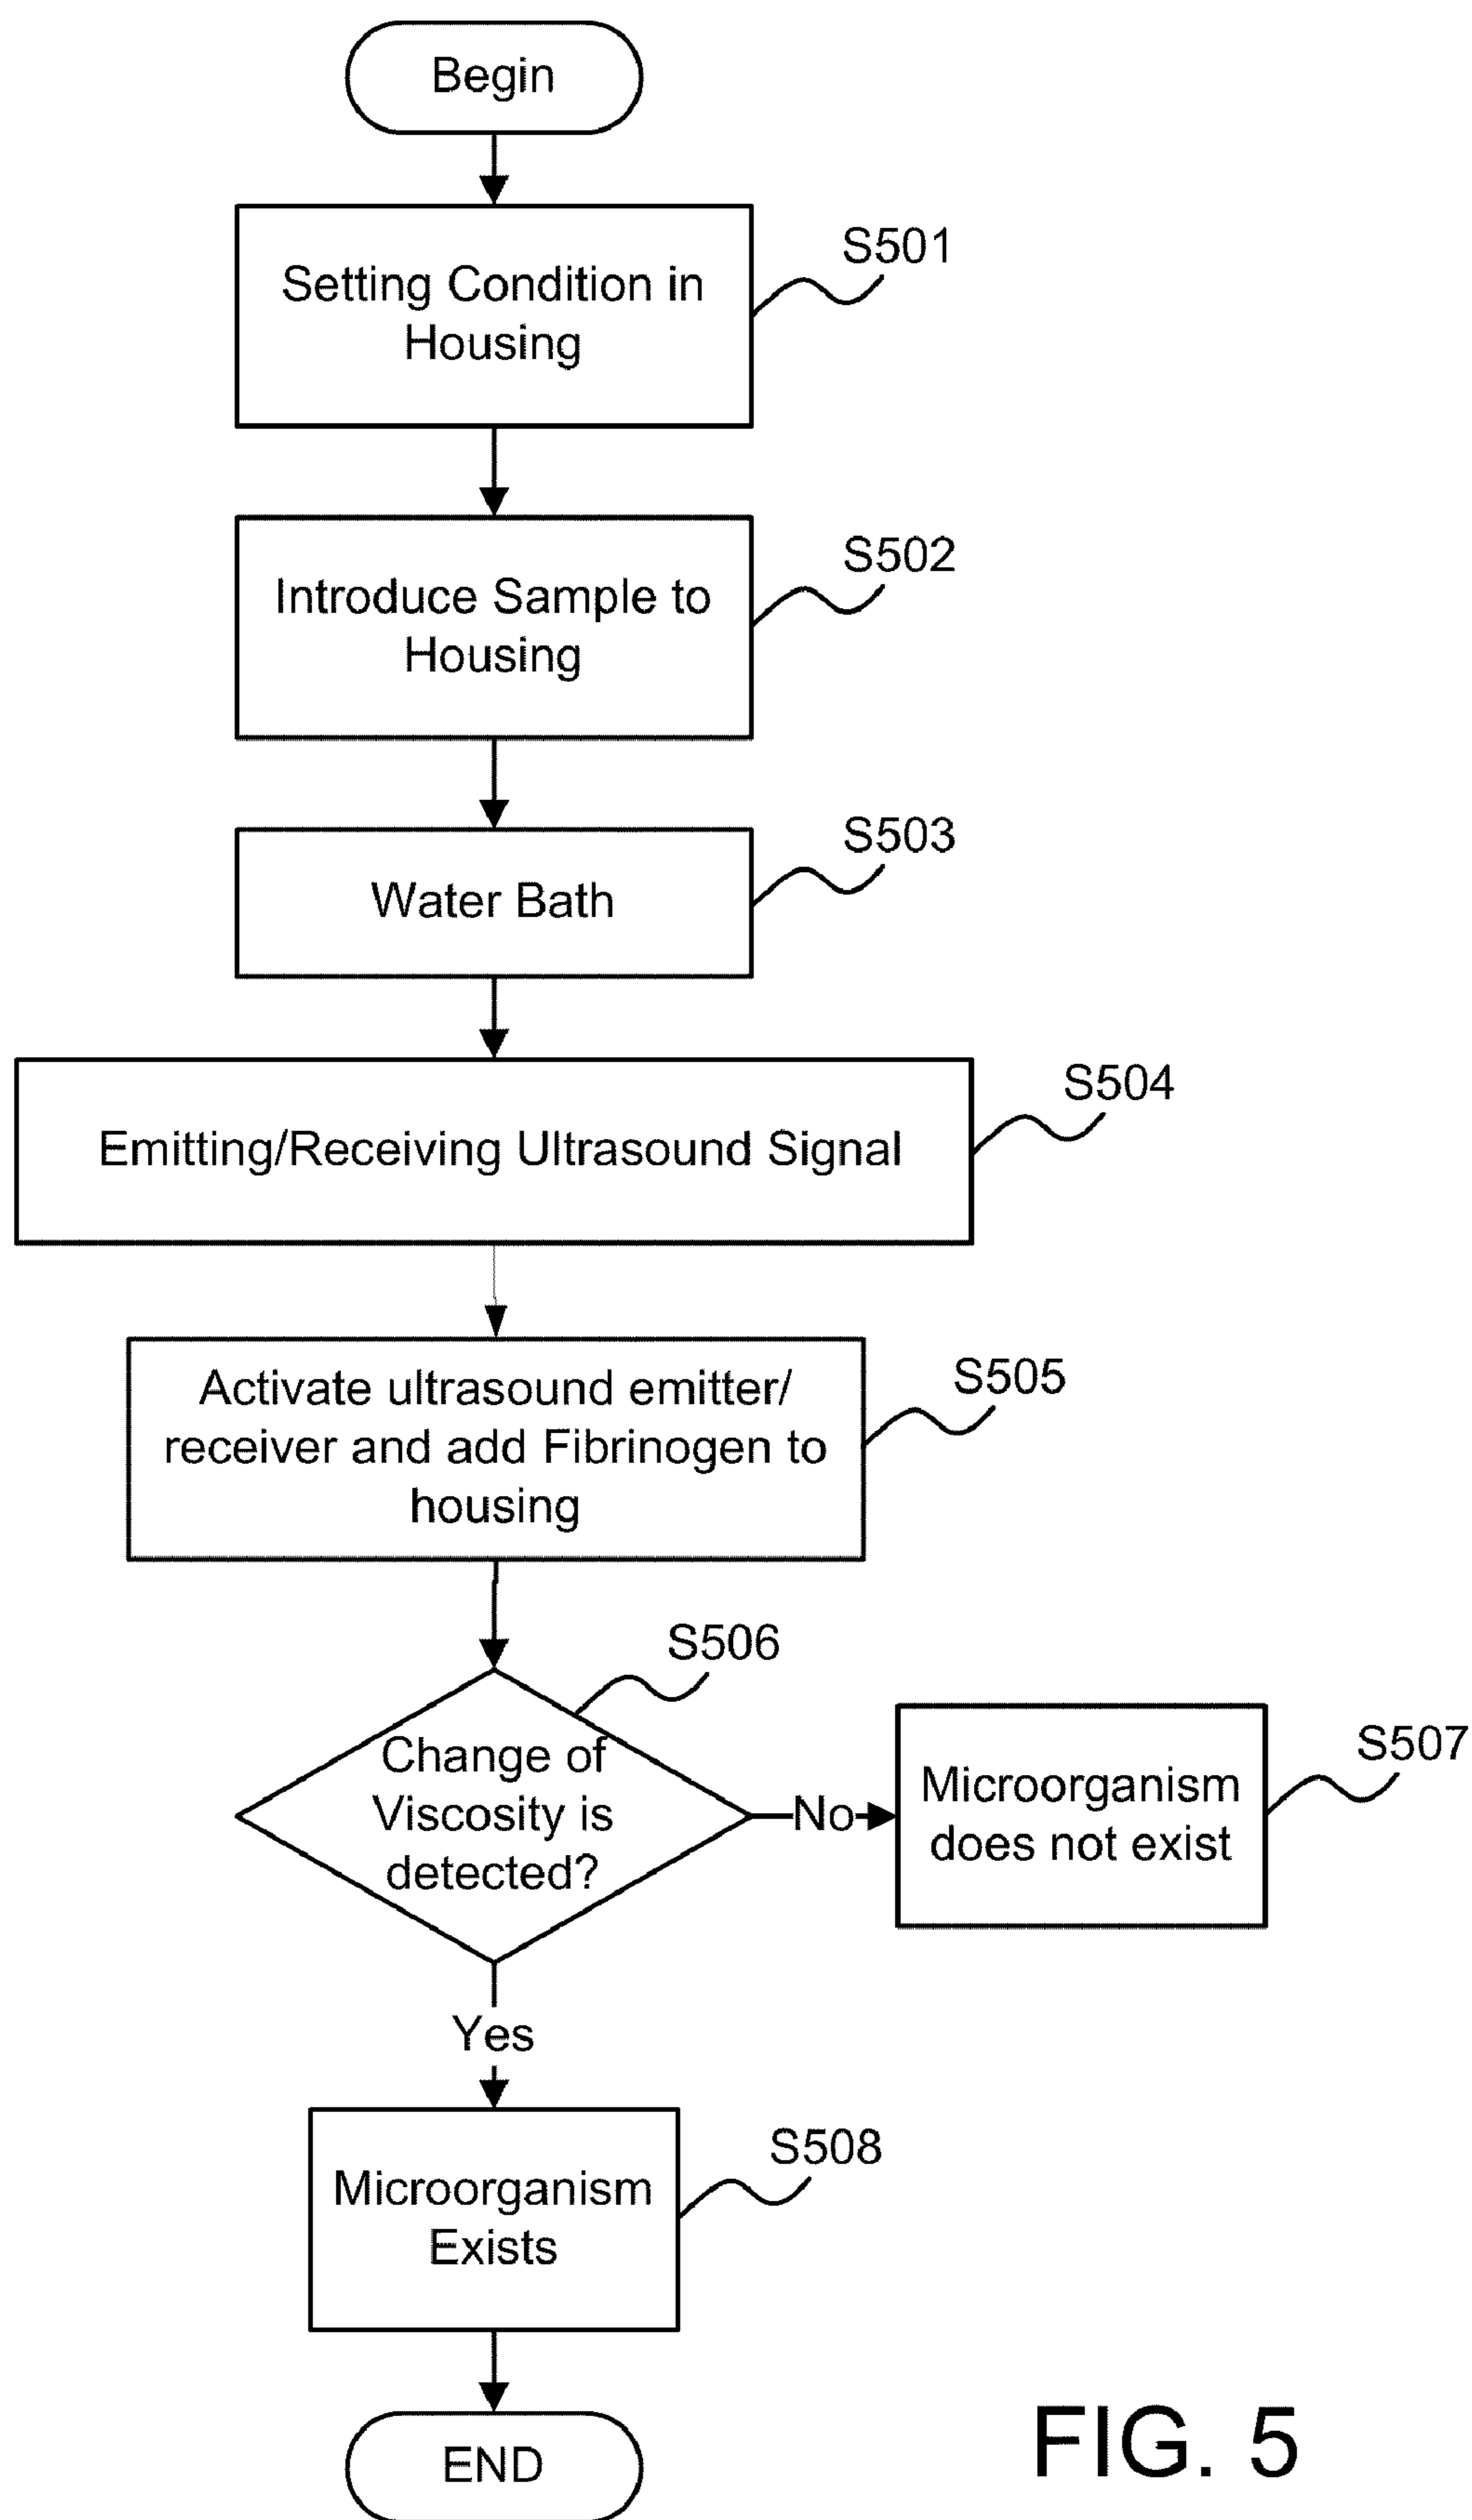 Begin
S501
Setting Condition in
Housing
S502
Introduce Sample to
Housing
S503
Water Bath
S504
Emitting/Receiving Ultrasound Signal
S505
Activate ultrasound emitter/
receiver and add Fibrinogen to
housing
S506
Change of
Viscosity is
detected?
No
S507
Microorganism
does not exist
Yes
S508
Microorganism
Exists
END
FIG. 5